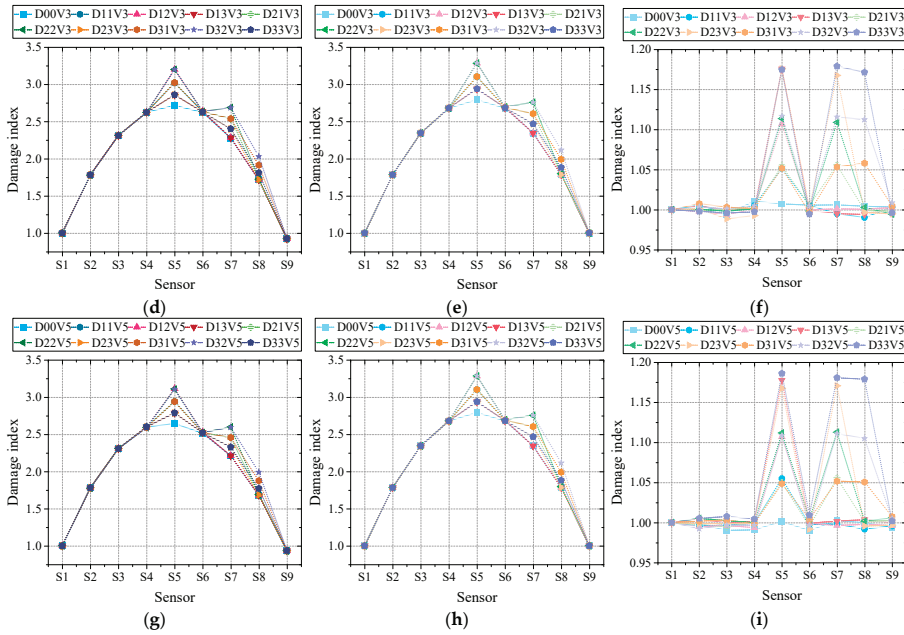 D00V3 D11V3 D12V3 D13V3 D21V3
D22V3 D23V3 D31V3 D32V3 D33V3
3.5
3.0
2.5
2.0
1.5
1.0
Damage index
S1 S2 S3 S4 S5 S6 S7 S8 S9
Sensor
(d)
D00V3 D11V3 D12V3 D13V3 D21V3
D22V3 D23V3 D31V3 D32V3 D33V3
3.5
3.0
2.5
2.0
1.5
1.0
Damage index
S1 S2 S3 S4 S5 S6 S7 S8 S9
Sensor
(e)
D00V3 D11V3 D12V3 D13V3 D21V3
D22V3 D23V3 D31V3 D32V3 D33V3
1.20
1.15
1.10
1.05
1.00
0.95
Damage index
S1 S2 S3 S4 S5 S6 S7 S8 S9
Sensor
(f)
D00V5 D11V5 D12V5 D13V5 D21V5
D22V5 D23V5 D31V5 D32V5 D33V5
3.5
3.0
2.5
2.0
1.5
1.0
Damage index
S1 S2 S3 S4 S5 S6 S7 S8 S9
Sensor
(g)
D00V5 D11V5 D12V5 D13V5 D21V5
D22V5 D23V5 D31V5 D32V5 D33V5
3.5
3.0
2.5
2.0
1.5
1.0
Damage index
S1 S2 S3 S4 S5 S6 S7 S8 S9
Sensor
(h)
D00V5 D11V5 D12V5 D13V5 D21V5
D22V5 D23V5 D31V5 D32V5 D33V5
1.20
1.15
1.10
1.05
1.00
0.95
Damage index
S1 S2 S3 S4 S5 S6 S7 S8 S9
Sensor
(i)